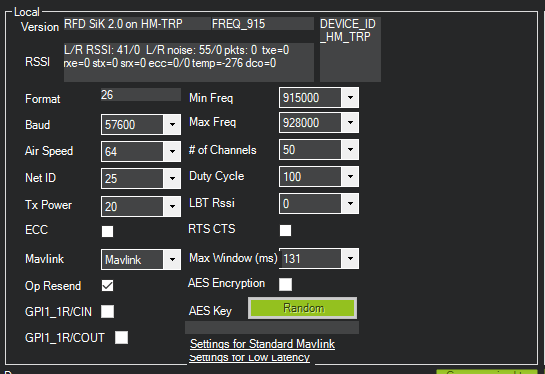 Local
Version RFD SiK 2.0 on HM-TRP FREQ_915 DEVICE_ID
_HM_TRP
RSSI L/R RSSI: 41/0 L/R noise: 55/0 pkts: 0 txe=0
rxe=0 stx=0 srx=0 ecc=0/0 temp=-276 dco=0
Format 26 Min Freq 915000
Baud 57600 Max Freq 928000
Air Speed 64 # of Channels 50
Net ID 25 Duty Cycle 100
Tx Power 20 LBT Rssi 0
ECC RTS CTS
Mavlink Mavlink Max Window (ms) 131
Op Resend AES Encryption
GPI1_1R/CIN AES Key Random
GPI1_1R/COUT Settings for Standard Mavlink
Settings for Low Latency